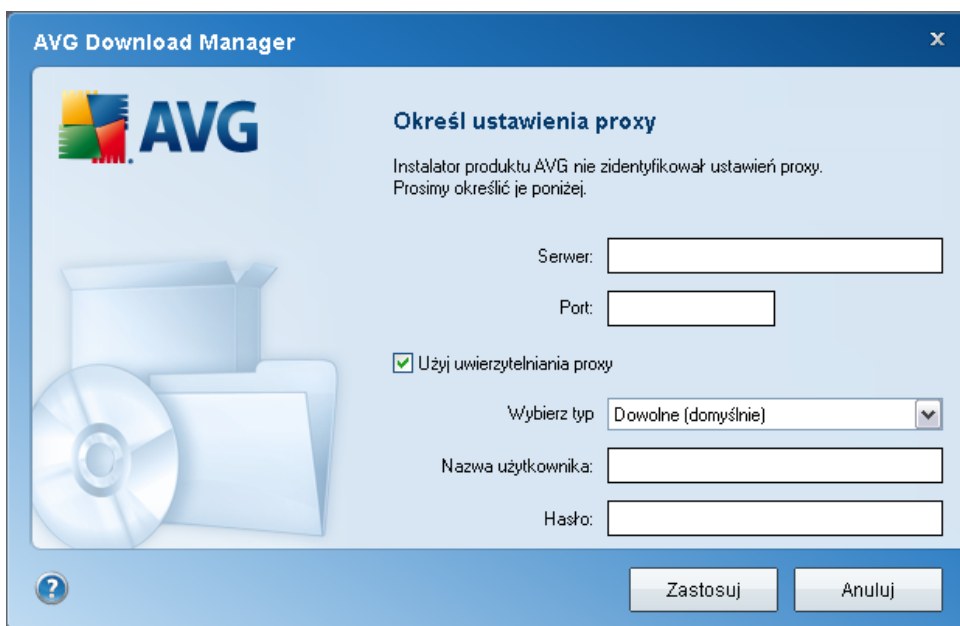 AVG Download Manager
AVG
Określ ustawienia proxy
Instalator produktu AVG nie zidentyfikował ustawień proxy.
Prosimy określić je poniżej.
Serwer:
Port:
Użyj uwierzytelniania proxy
Wybierz typ Dowolne (domyślnie)
Nazwa użytkownika:
Hasło:
Zastosuj Anuluj